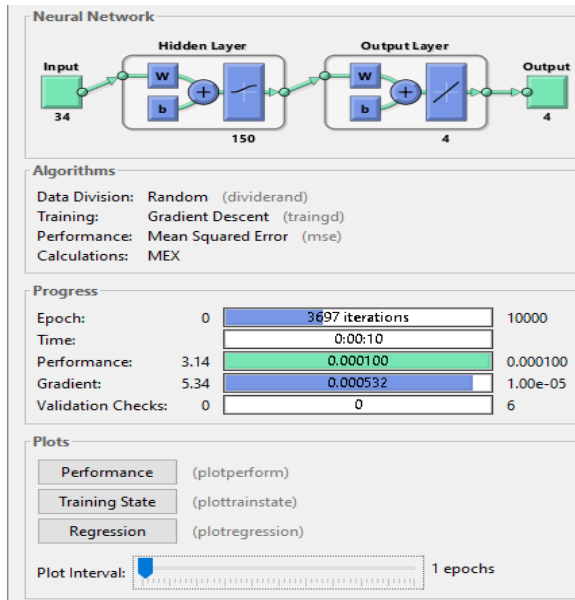 Neural Network
Hidden Layer Output Layer
Input Output
W W
+ +
b b
34 4
150 4
Algorithms
Data Division: Random (dividerand)
Training: Gradient Descent (traingd)
Performance: Mean Squared Error (mse)
Calculations: MEX
Progress
Epoch: 0 3697 iterations 10000
Time: 0:00:10
Performance: 3.14 0.000100 0.000100
Gradient: 5.34 0.000532 1.00e-05
Validation Checks: 0 0 6
Plots
Performance (plotperform)
Training State (plottrainstate)
Regression (plotregression)
Plot Interval: 1 epochs